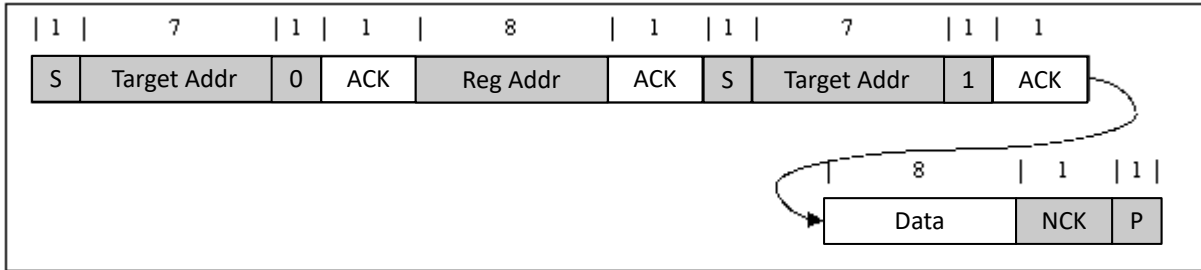 | 1 | 7 | 1 | 1 | 8 | 1 | 1 | 7 | 1 | 1
S Target Addr 0 ACK Reg Addr ACK S Target Addr 1 ACK
| 8 | 1 | 1 |
Data NCK P